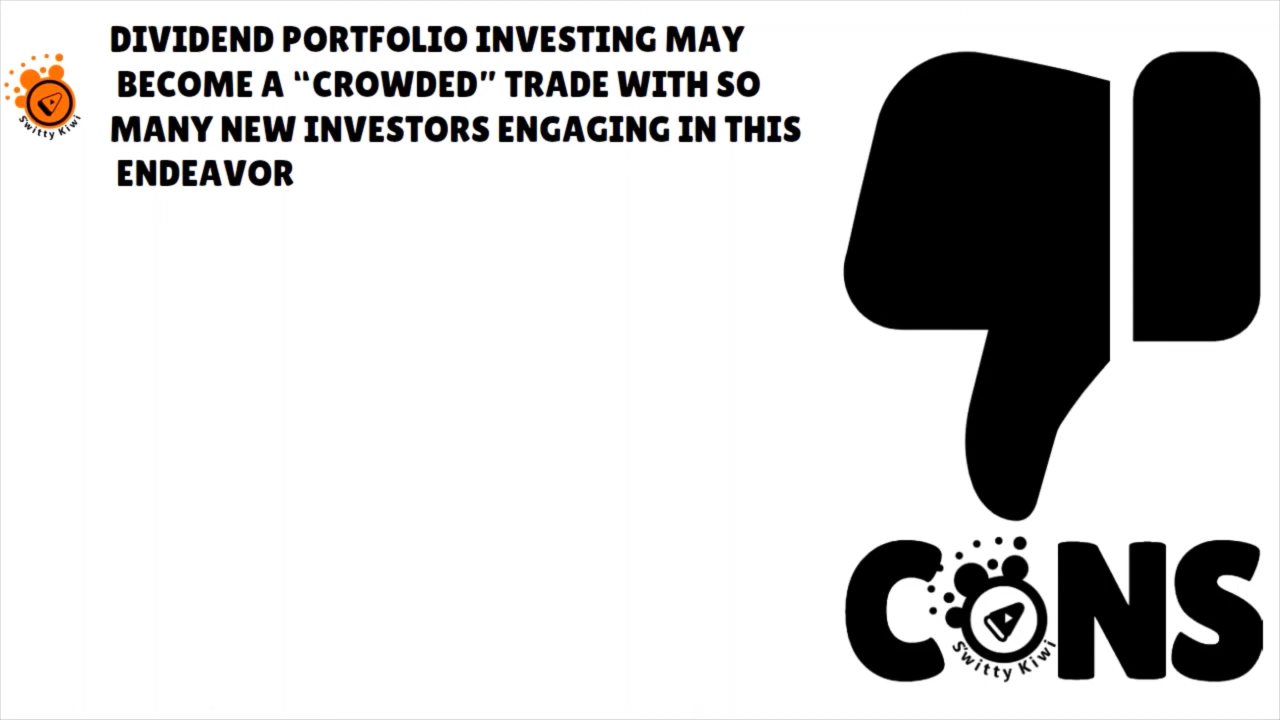 DIVIDEND PORTFOLIO INVESTING MAY
BECOME A “CROWDED” TRADE WITH SO
MANY NEW INVESTORS ENGAGING IN THIS
ENDEAVOR
Switty Kiwi
CONS
Switty Kiwi